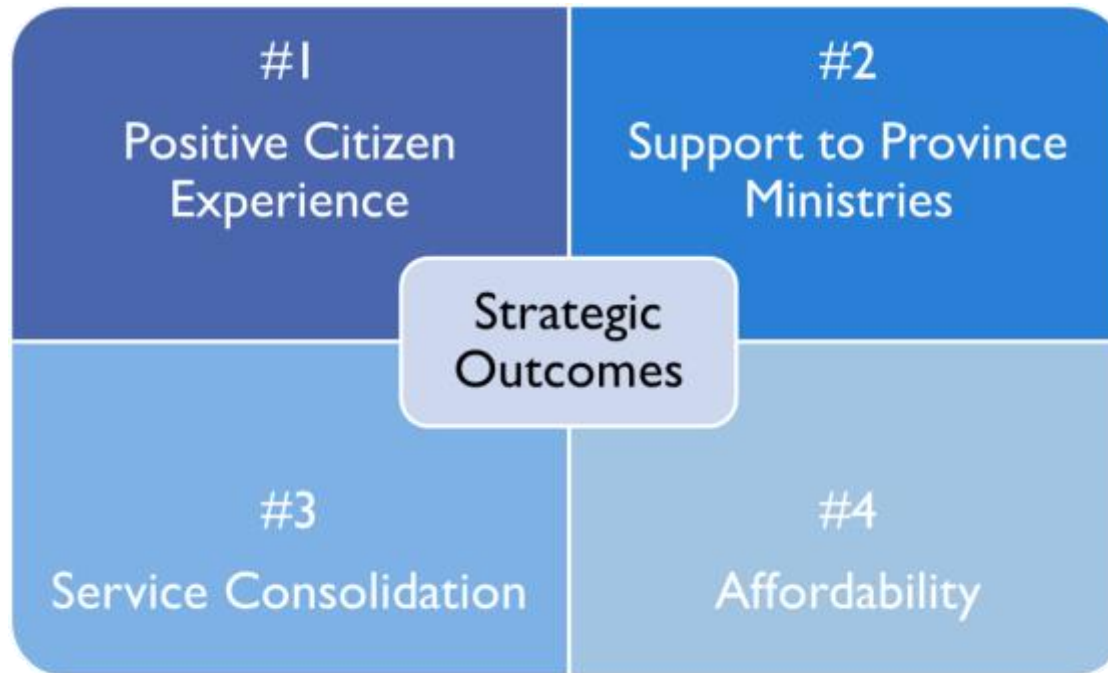 #1
Positive Citizen
Experience
#2
Support to Province
Ministries
Strategic
Outcomes
#3
Service Consolidation
#4
Affordability